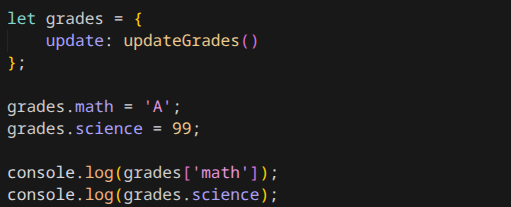 let grades = {
    update: updateGrades()
};

grades.math = 'A';
grades.science = 99;

console.log(grades['math']);
console.log(grades.science);